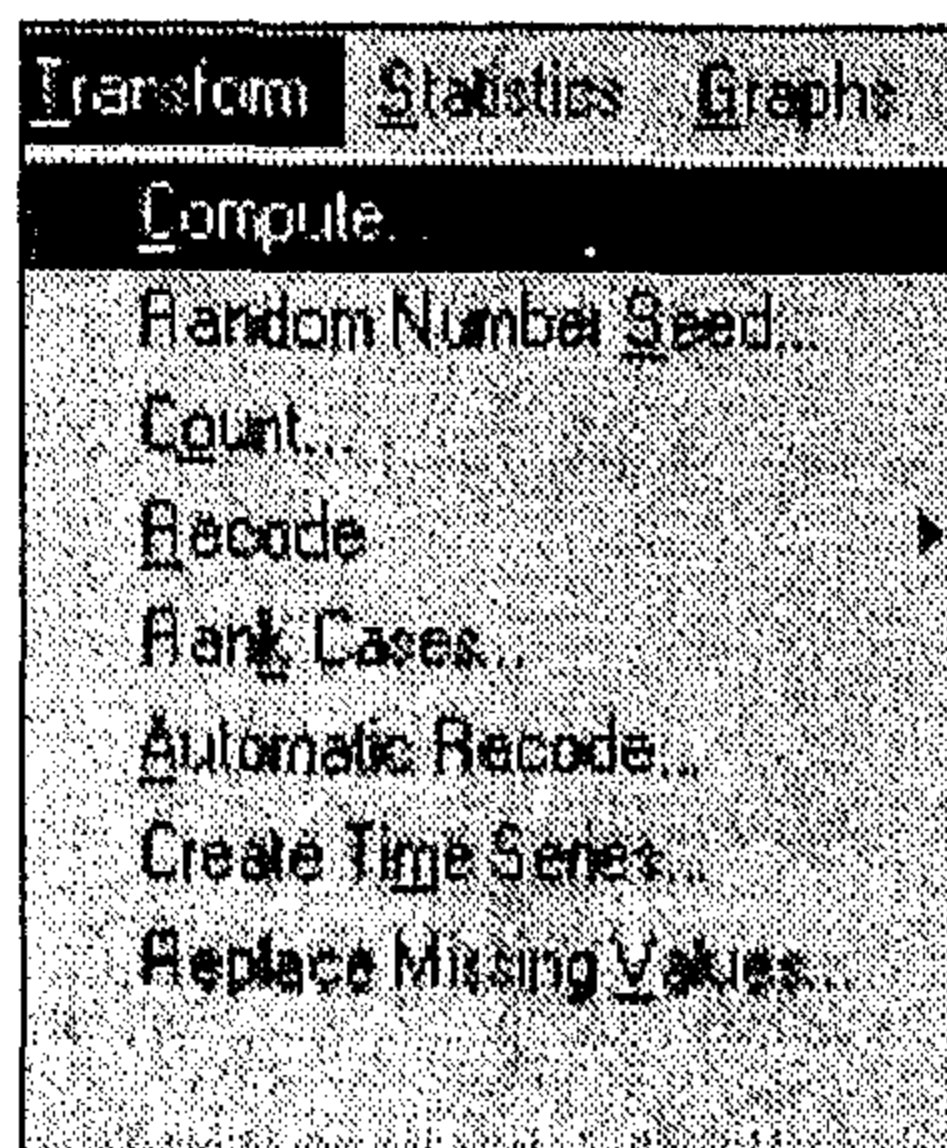 Transform Statistics Graphs
Compute...
Random Number Seed...
Count...
Recode
Rank Cases...
Automatic Recode...
Create Time Series...
Replace Missing Values...